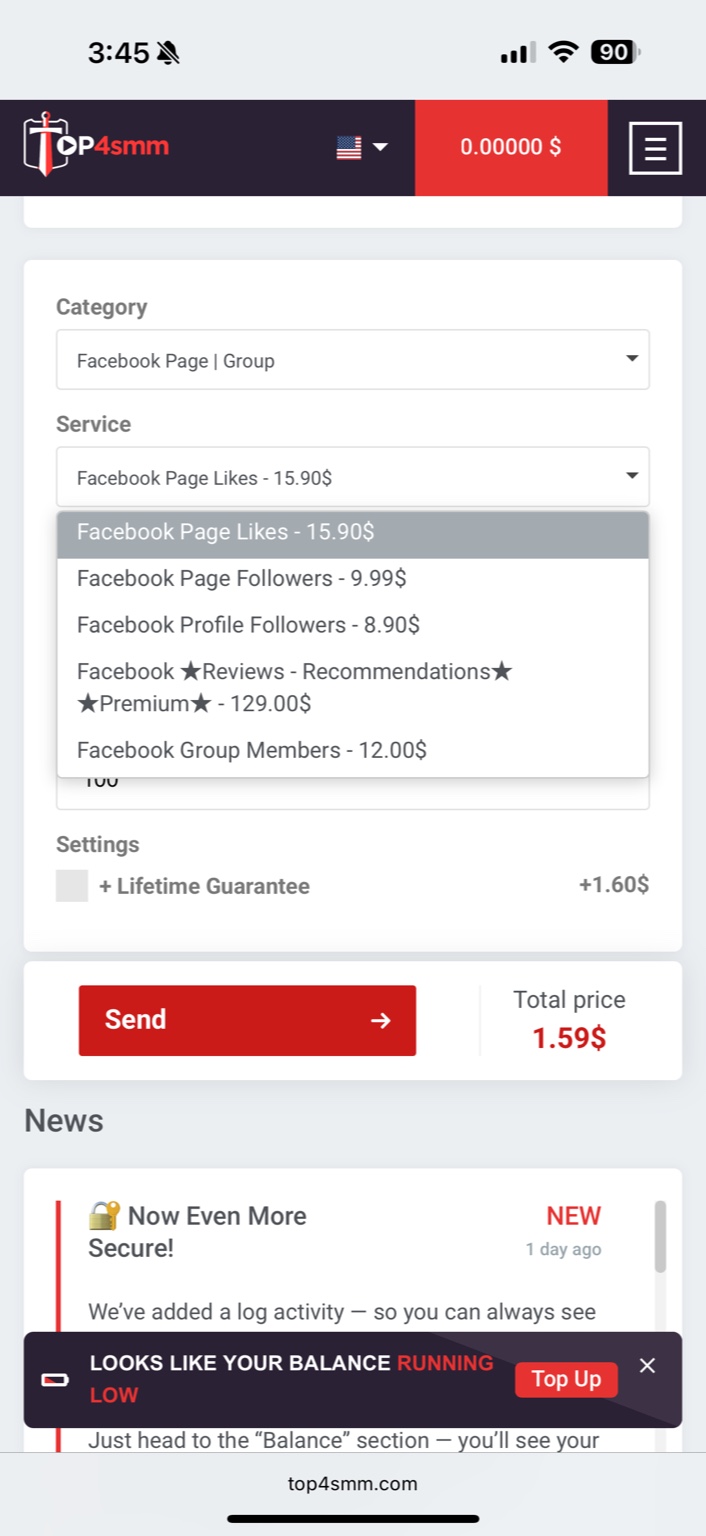 3:45
90
TOP4smm
0.00000 $
Category
Facebook Page | Group
Service
Facebook Page Likes - 15.90$
Facebook Page Likes - 15.90$
Facebook Page Followers - 9.99$
Facebook Profile Followers - 8.90$
Facebook ★Reviews - Recommendations★
★Premium★ - 129.00$
Facebook Group Members - 12.00$
100
Settings
+ Lifetime Guarantee +1.60$
Send →
Total price
1.59$
News
🔐 Now Even More
Secure!
NEW
1 day ago
We’ve added a log activity — so you can always see
LOOKS LIKE YOUR BALANCE RUNNING
LOW
Top Up
Just head to the “Balance” section — you’ll see your
top4smm.com